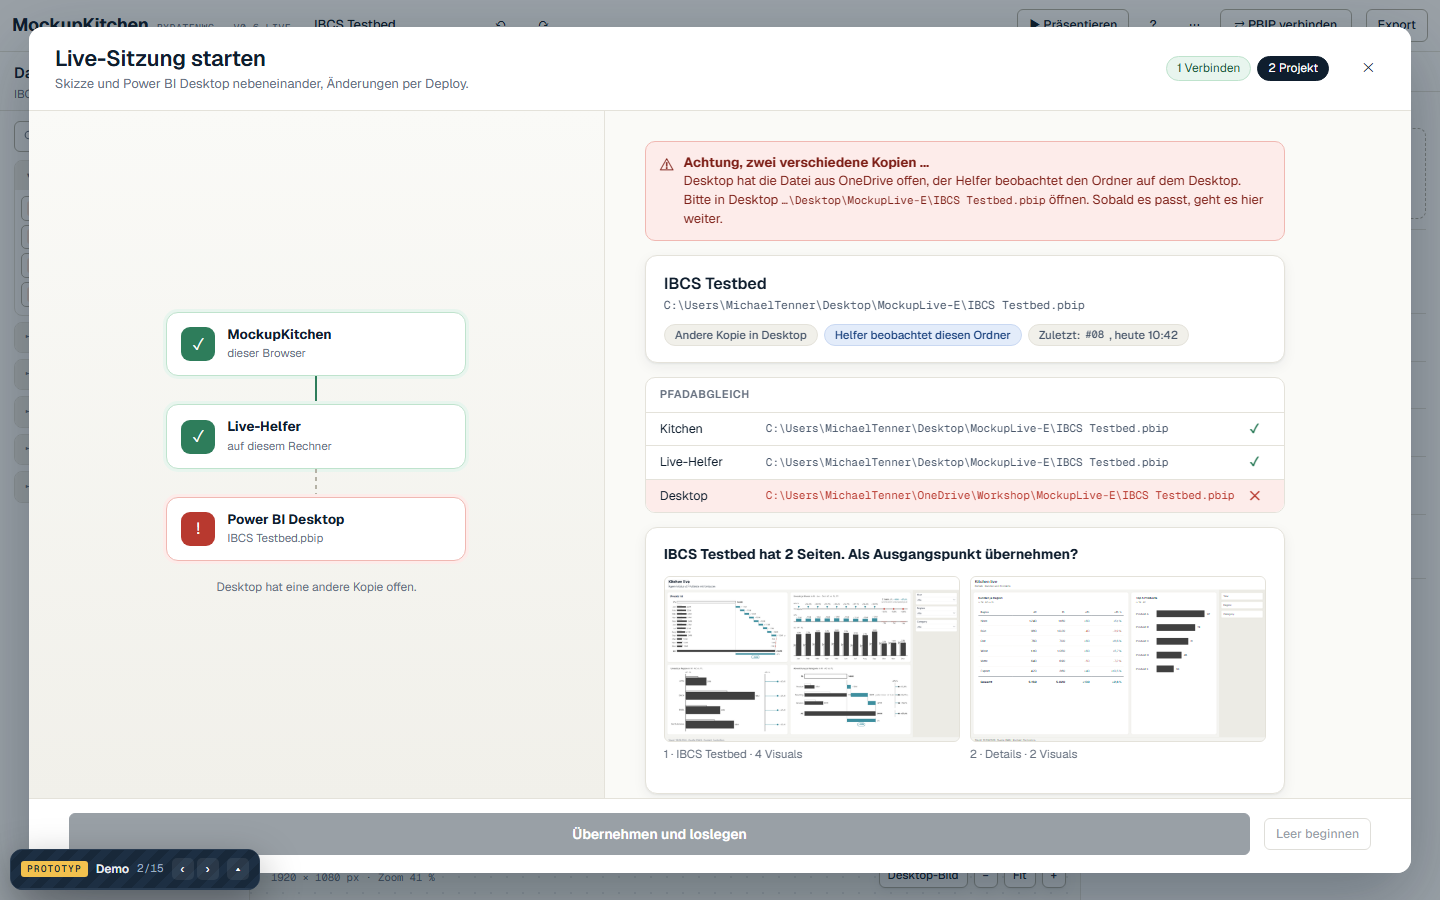 MockupKitchen
IBCS Testbed
▶ Präsentieren
?
⇄ PBIP verbinden
Export
Live-Sitzung starten
Skizze und Power BI Desktop nebeneinander, Änderungen per Deploy.
1 Verbinden
2 Projekt
MockupKitchen
dieser Browser
Live-Helfer
auf diesem Rechner
Power BI Desktop
IBCS Testbed.pbip
Desktop hat eine andere Kopie offen.
Achtung, zwei verschiedene Kopien …
Desktop hat die Datei aus OneDrive offen, der Helfer beobachtet den Ordner auf dem Desktop.
Bitte in Desktop …\Desktop\MockupLive-E\IBCS Testbed.pbip öffnen. Sobald es passt, geht es hier
weiter.
IBCS Testbed
C:\Users\MichaelTenner\Desktop\MockupLive-E\IBCS Testbed.pbip
Andere Kopie in Desktop
Helfer beobachtet diesen Ordner
Zuletzt: #08 , heute 10:42
PFADABGLEICH
Kitchen C:\Users\MichaelTenner\Desktop\MockupLive-E\IBCS Testbed.pbip ✓
Live-Helfer C:\Users\MichaelTenner\Desktop\MockupLive-E\IBCS Testbed.pbip ✓
Desktop C:\Users\MichaelTenner\OneDrive\Workshop\MockupLive-E\IBCS Testbed.pbip ✕
IBCS Testbed hat 2 Seiten. Als Ausgangspunkt übernehmen?
Kitchen live
Kitchen live
1 · IBCS Testbed · 4 Visuals
2 · Details · 2 Visuals
Übernehmen und loslegen
Leer beginnen
PROTOTYP Demo 2/15
1920 × 1080 px · Zoom 41 %
Desktop-Bild
−
Fit
+